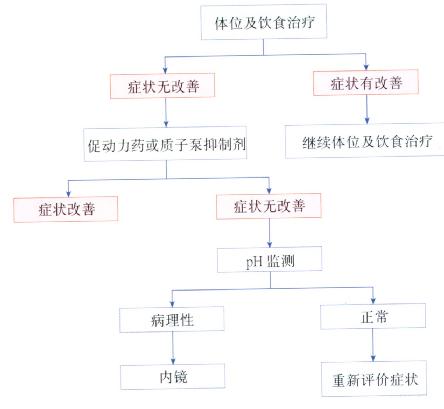 体位及饮食治疗
症状无改善
症状有改善
促动力药或质子泵抑制剂
继续体位及饮食治疗
症状改善
症状无改善
pH 监测
病理性
正常
内镜
重新评价症状